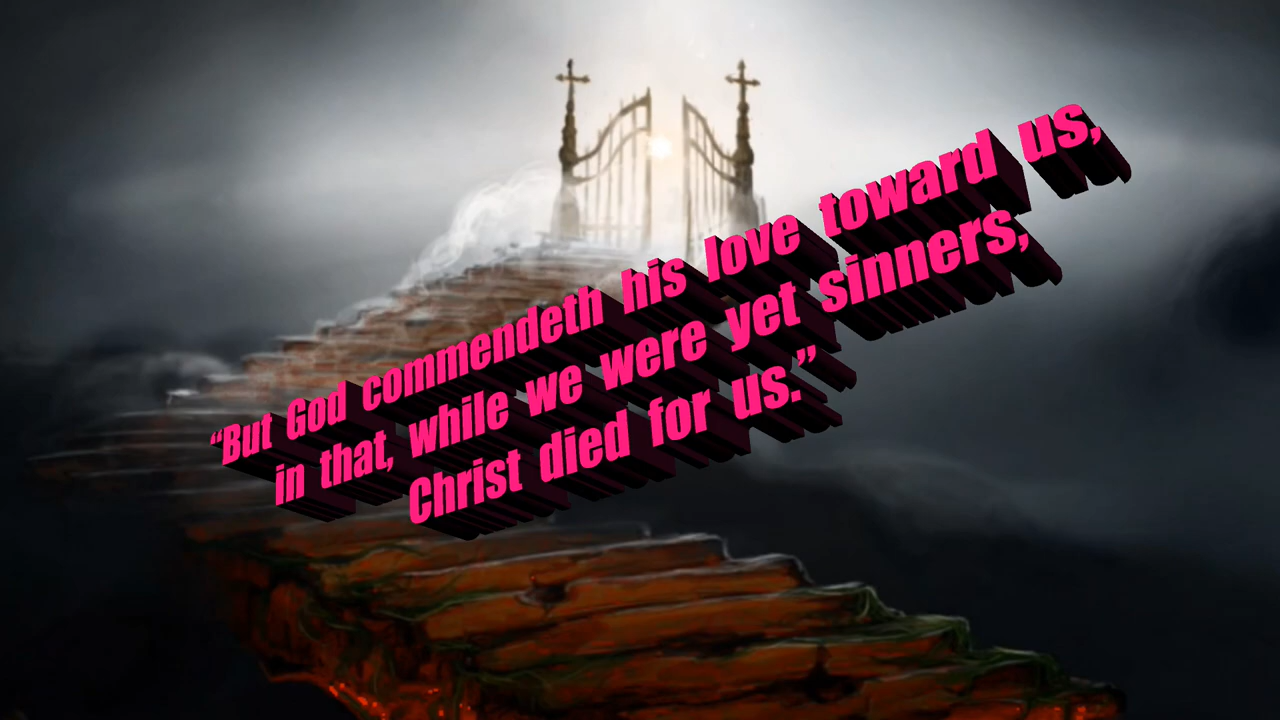 “But God commendeth his love toward us,
in that, while we were yet sinners,
Christ died for us.”